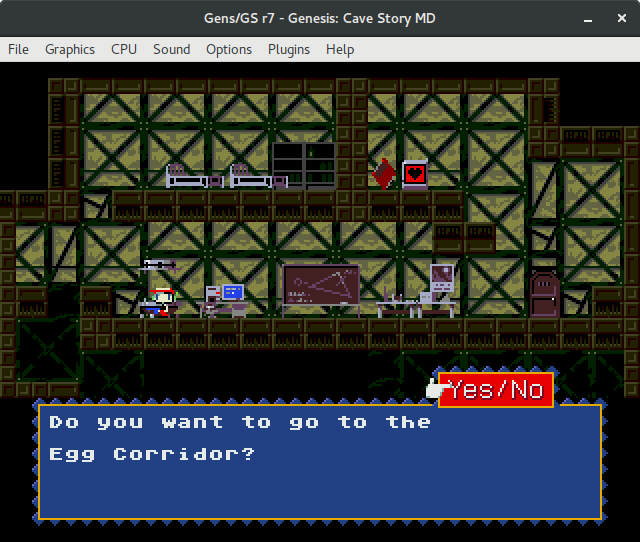 Gens/GS r7 - Genesis: Cave Story MD
File Graphics CPU Sound Options Plugins Help
Yes/No
Do you want to go to the
Egg Corridor?